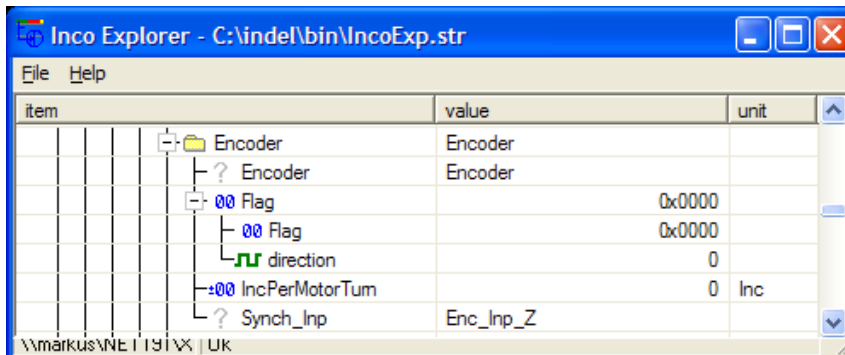 Inco Explorer - C:\indel\bin\IncoExp.str
File Help
item value unit
Encoder Encoder
? Encoder Encoder
00 Flag 0x0000
00 Flag 0x0000
direction 0
±00 IncPerMotorTurn 0 Inc
? Synch_Inp Enc_Inp_Z